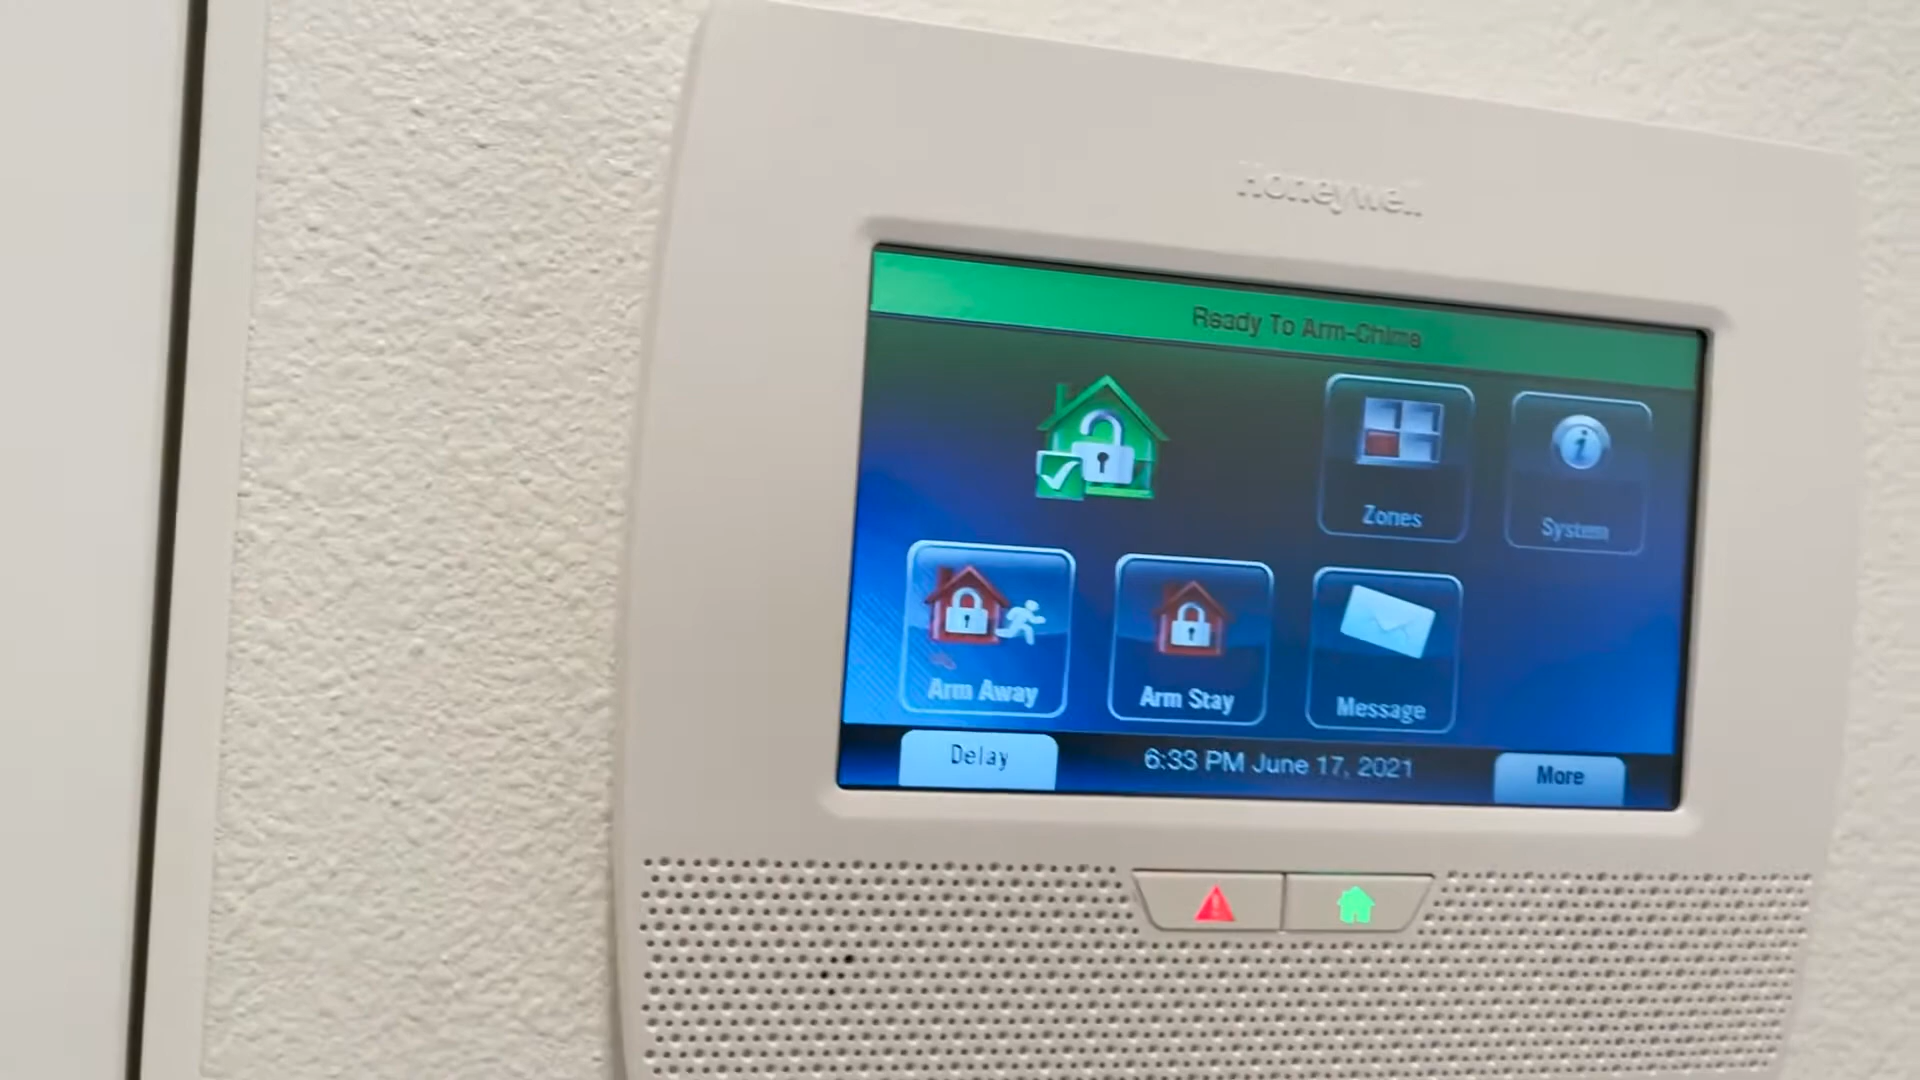 Honeywell
Ready To Arm-Chime
Zones
System
Arm Away
Arm Stay
Message
Delay
6:33 PM June 17, 2021
More